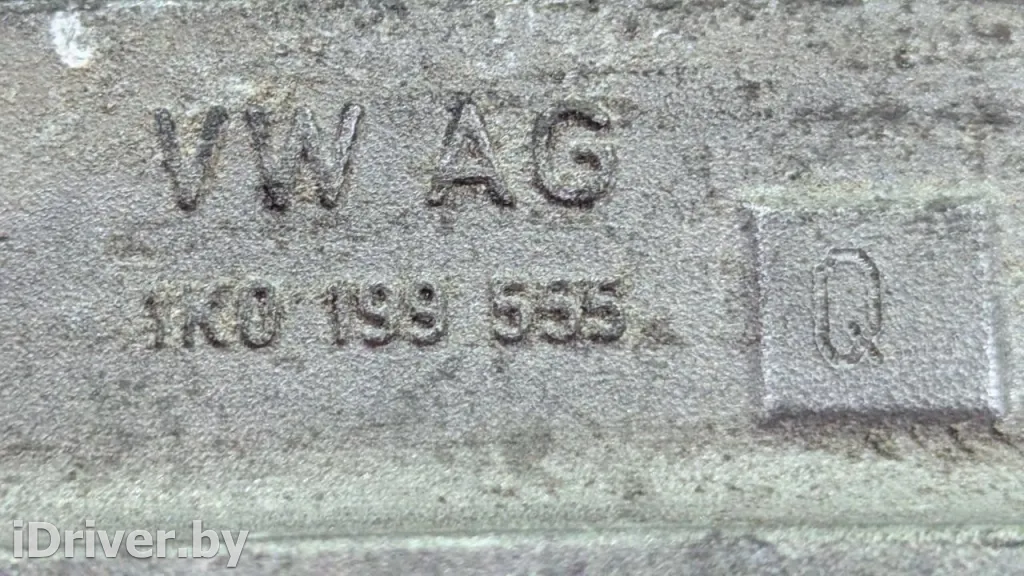 VW AG
1K0 199 555
Q
iDriver.by